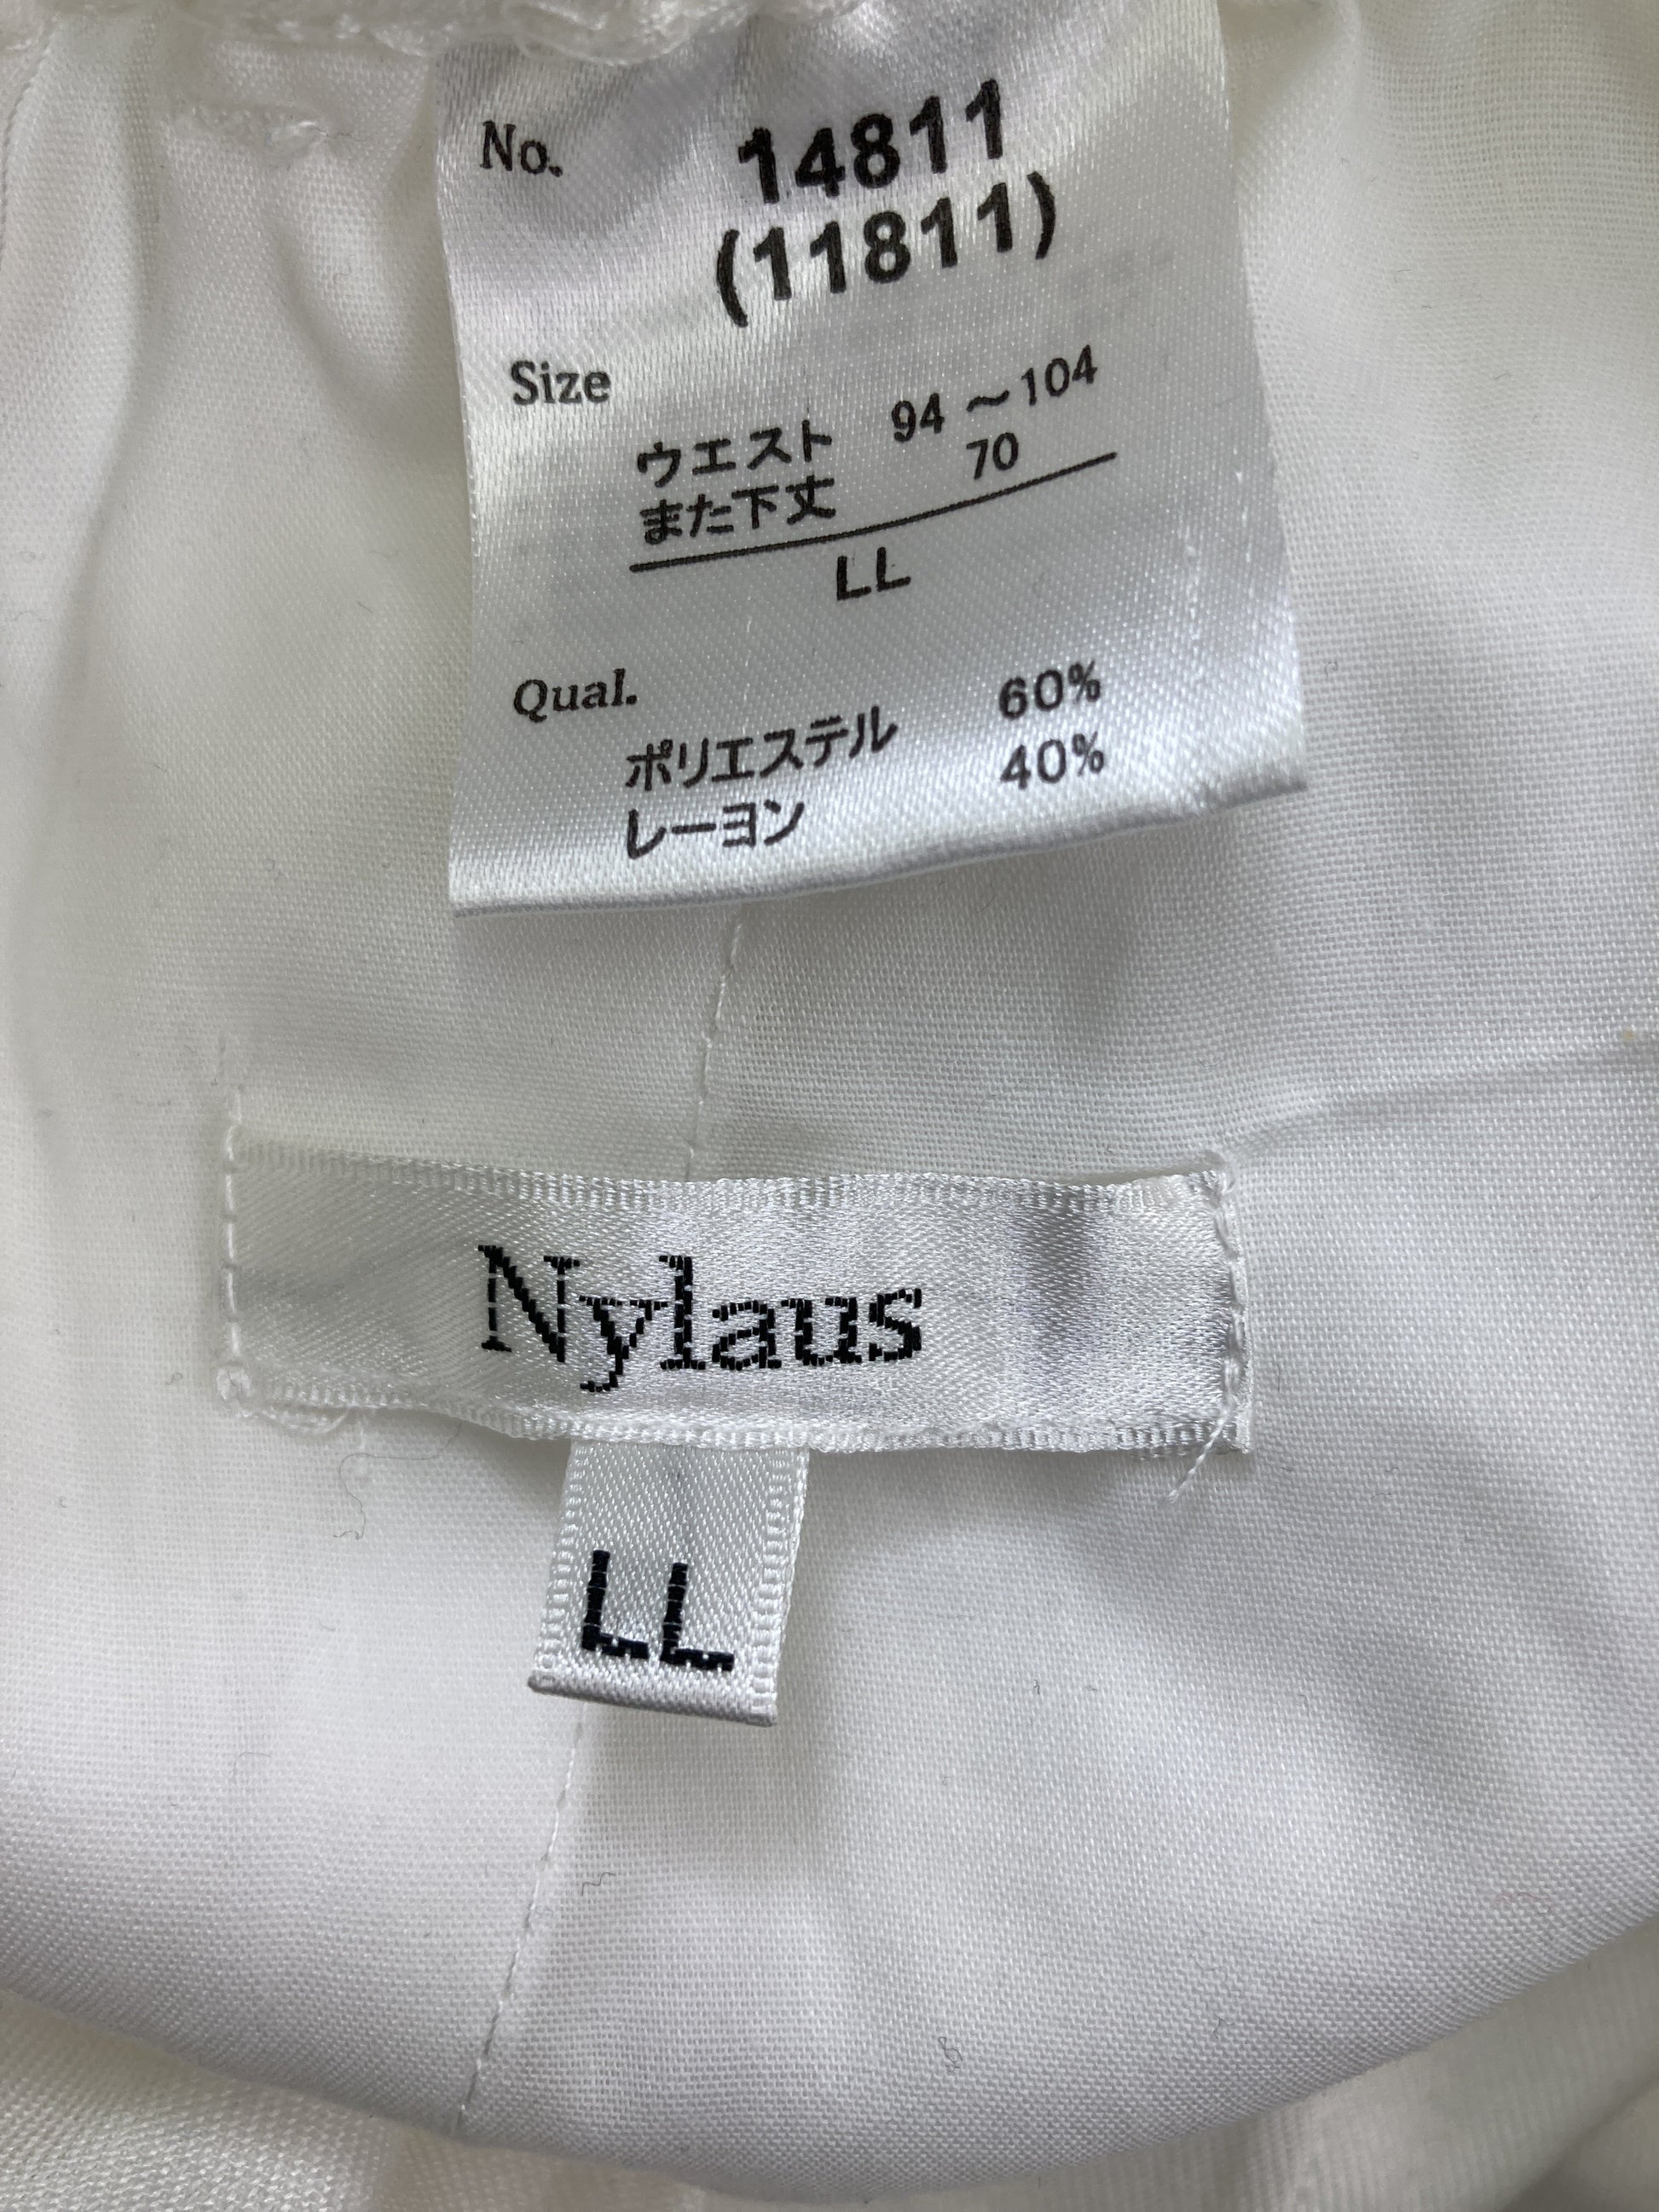 No. 14811
(11811)
Size
ウエスト 94 ～104
また下丈 70
LL
Qual.
ポリエステル 60%
レーヨン 40%
Nylaus
LL